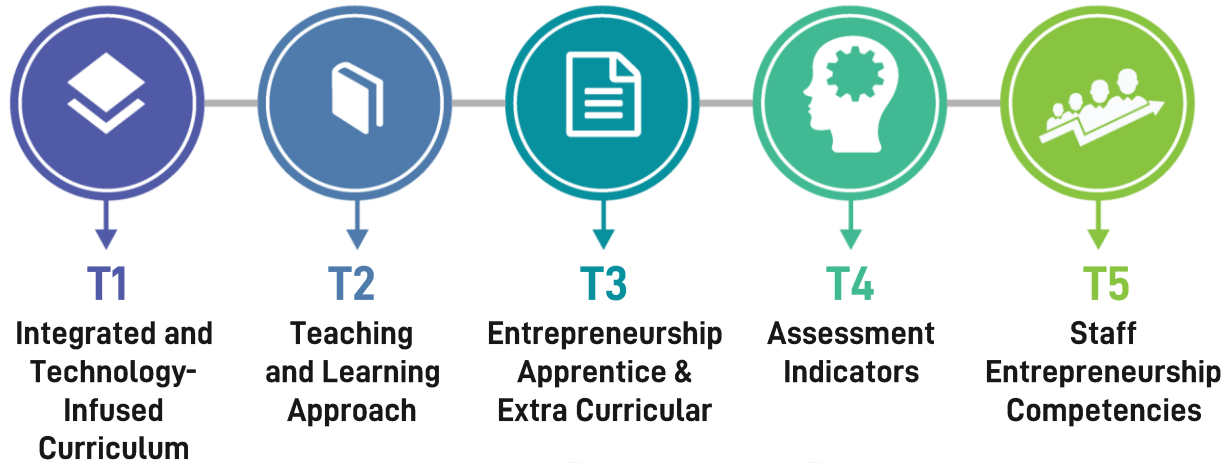 T1
Integrated and
Technology-
Infused
Curriculum
T2
Teaching
and Learning
Approach
T3
Entrepreneurship
Apprentice &
Extra Curricular
T4
Assessment
Indicators
T5
Staff
Entrepreneurship
Competencies